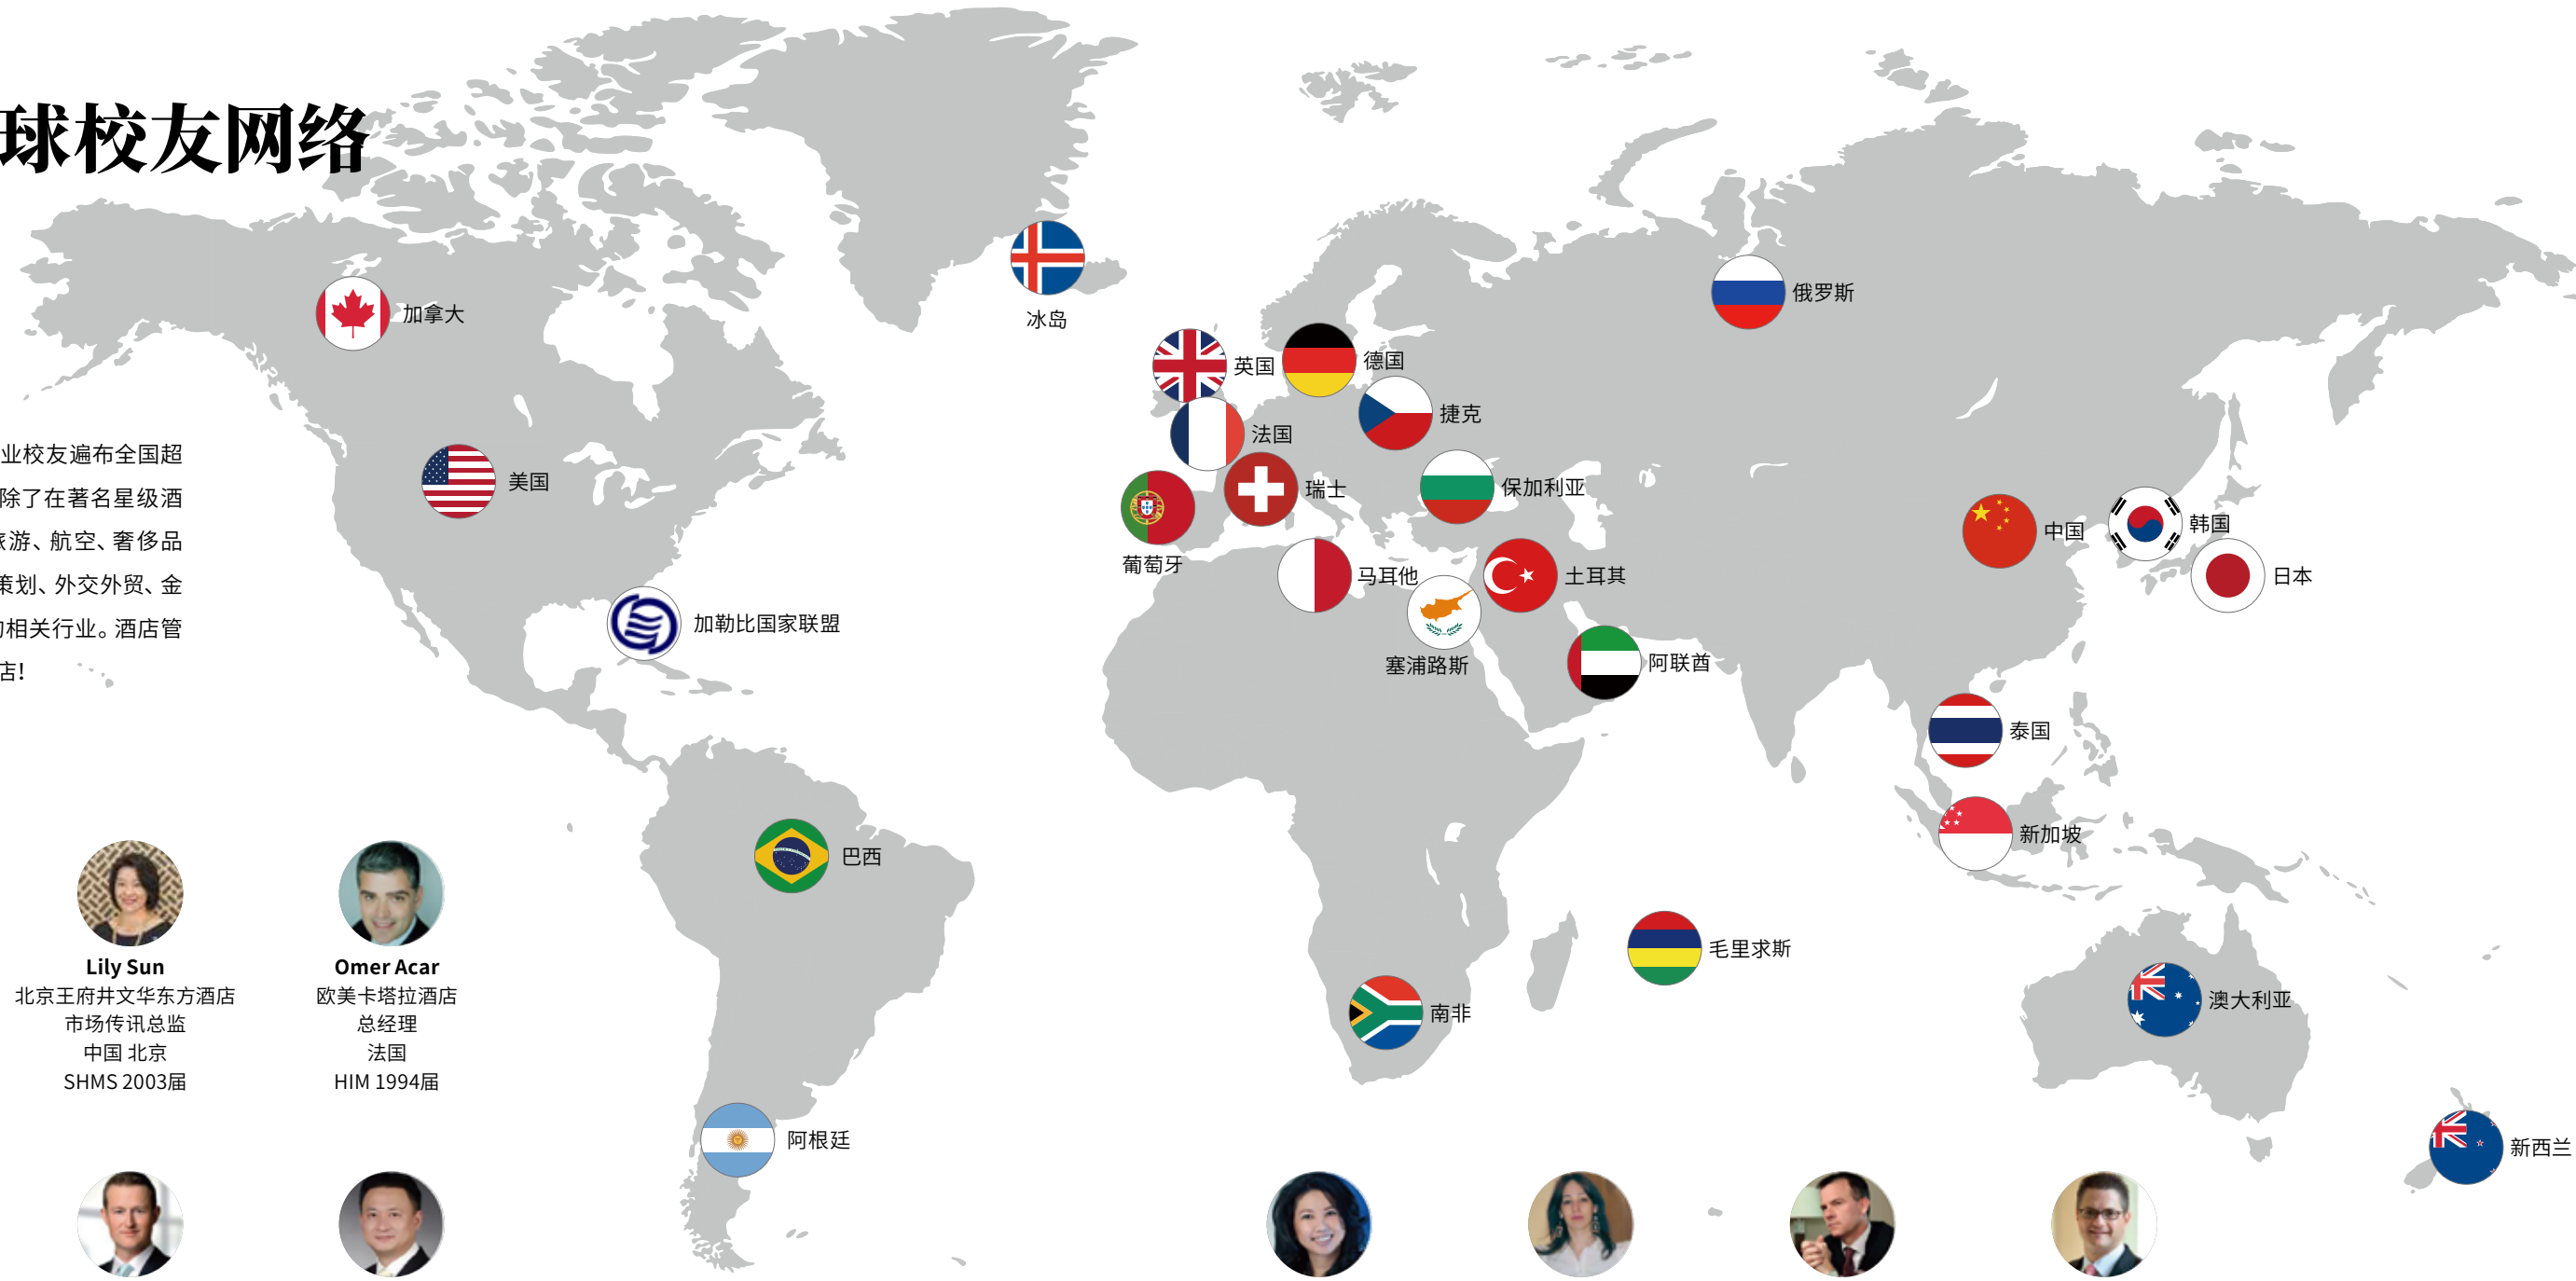 球校友网络
加拿大
冰岛
俄罗斯
英国
德国
捷克
法国
业校友遍布全国超
除了在著名星级酒
游、航空、奢侈品
策划、外交外贸、金
相关行业。酒店管
店!
美国
瑞士
保加利亚
葡萄牙
中国
韩国
马耳他
土耳其
日本
加勒比国家联盟
塞浦路斯
阿联酋
泰国
新加坡
巴西
毛里求斯
南非
澳大利亚
阿根廷
新西兰
Lily Sun
北京王府井文华东方酒店
市场传讯总监
中国 北京
SHMS 2003届
Omer Acar
欧美卡塔拉酒店
总经理
法国
HIM 1994届